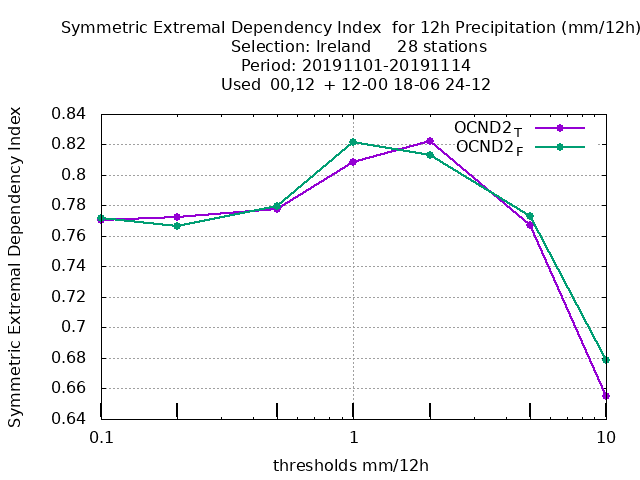 Symmetric Extremal Dependency Index  for 12h Precipitation (mm/12h)
Selection: Ireland     28 stations
Period: 20191101-20191114
Used  00,12  + 12-00 18-06 24-12
Symmetric Extremal Dependency Index
0.84
0.82
0.8
0.78
0.76
0.74
0.72
0.7
0.68
0.66
0.64
OCND2T
OCND2F
0.1
1
10
thresholds mm/12h